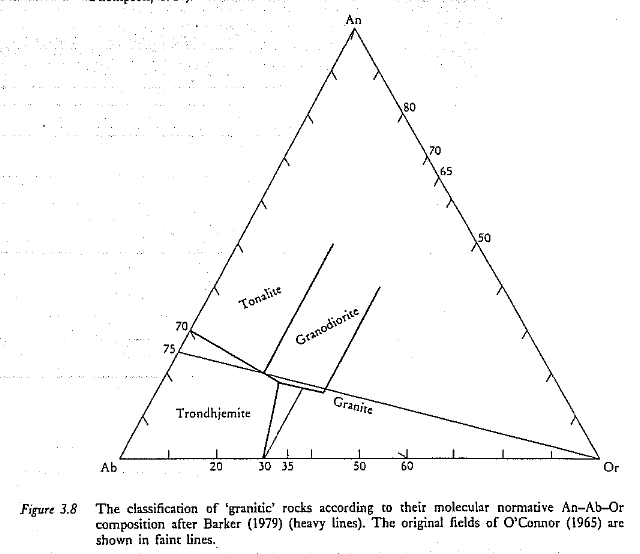 An
80
70
65
50
Tonalite
Granodiorite
70
75
Trondhjemite
Granite
Ab
20
30
35
50
60
Or
Figure 3.8 The classification of 'granitic' rocks according to their molecular normative An–Ab–Or
composition after Barker (1979) (heavy lines). The original fields of O'Connor (1965) are
shown in faint lines.